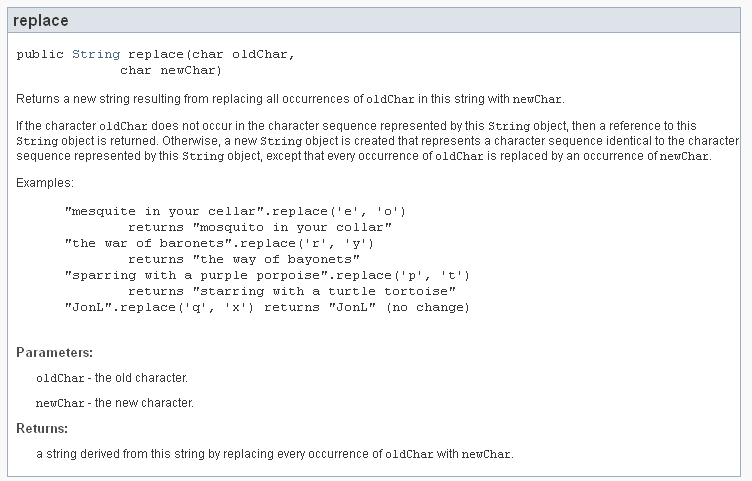 replace
public String replace(char oldChar,
char newChar)
Returns a new string resulting from replacing all occurrences of oldChar in this string with newChar.
If the character oldChar does not occur in the character sequence represented by this String object, then a reference to this
String object is returned. Otherwise, a new String object is created that represents a character sequence identical to the character
sequence represented by this String object, except that every occurrence of oldChar is replaced by an occurrence of newChar.
Examples:
"mesquite in your cellar".replace('e', 'o')
returns "mosquito in your collar"
"the war of baronets".replace('r', 'y')
returns "the way of bayonets"
"sparring with a purple porpoise".replace('p', 't')
returns "starring with a turtle tortoise"
"JonL".replace('q', 'x') returns "JonL" (no change)
Parameters:
oldChar - the old character.
newChar - the new character.
Returns:
a string derived from this string by replacing every occurrence of oldChar with newChar.